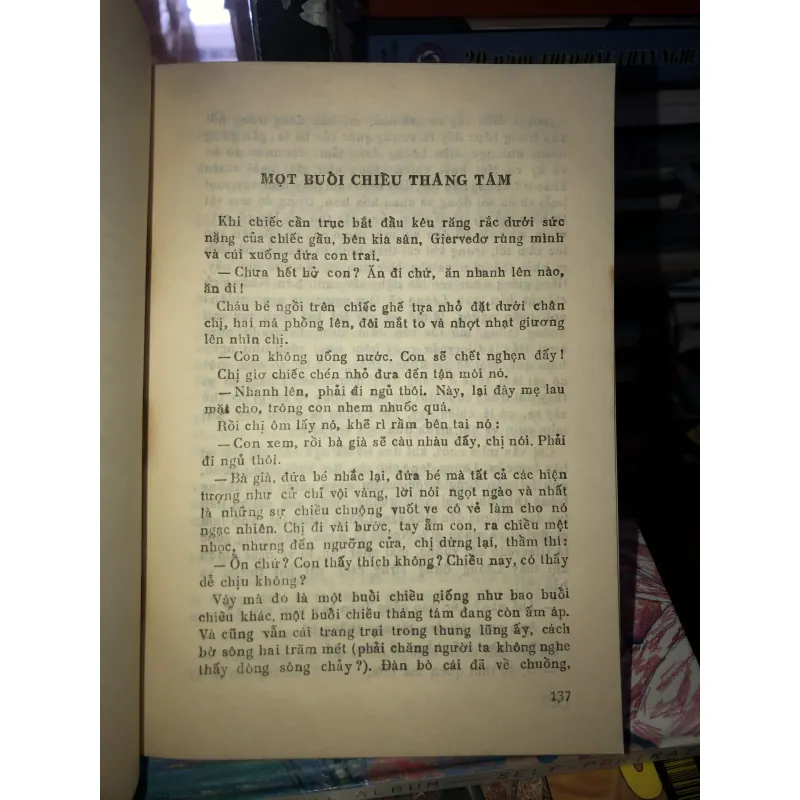 20 năm
MỘT BUỒI CHIỀU THÁNG TÁM
Khi chiếc cần trục bắt đầu kêu răng rắc dưới sức
nặng của chiếc gầu, bên kia sân, Giervedơ rùng mình
và cúi xuống đứa con trai.
— Chưa hết hở con? Ăn đi chứ, ăn nhanh lên nào,
ăn đi!
Cháu bé ngồi trên chiếc ghế tựa nhỏ đặt dưới chân
chị, hai má phồng lên, đôi mắt to và nhợt nhạt giương
lên nhìn chị.
— Con không uống nước. Con sẽ chết nghẹn đấy!
Chị giơ chiếc chén nhỏ đưa đến tận môi nó.
— Nhanh lên, phải đi ngủ thôi. Này, lại đây mẹ lau
mặt cho, trông con nhem nhuốc quá.
Rồi chị ôm lấy nó, khẽ rì rầm bên tai nó :
— Con xem, rồi bà già sẽ càu nhàu đấy, chị nói. Phải
đi ngủ thôi.
— Bà già, đứa bé nhắc lại, đứa bé mà tất cả các hiện
tượng như cử chỉ vội vàng, lời nói ngọt ngào và nhất
là những sự chiều chuộng vuốt ve có vẻ làm cho nó
ngạc nhiên. Chị đi vài bước, tay ẵm con, ra chiều mệt
nhọc, nhưng đến ngưỡng cửa, chị dừng lại, thầm thì:
— Ồn chứ? Con thấy thích không? Chiều nay, có thấy
dễ chịu không?
Vậy mà đo là một buổi chiều giống như bao buổi
chiều khác, một buổi chiều tháng tám đang còn ấm áp.
Và cũng vẫn cái trang trại trong thung lũng ấy, cách
bờ sông hai trăm mét (phải chăng người ta không nghe
thấy dòng sông chảy?). Đàn bò cái đã về chuồng,
137
ALBUM
SELF-PORTRA